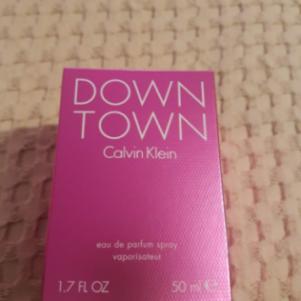 DOWN
TOWN
Calvin Klein
eau de parfum spray
vaporisateur
1.7 FL OZ 50 ml ℮